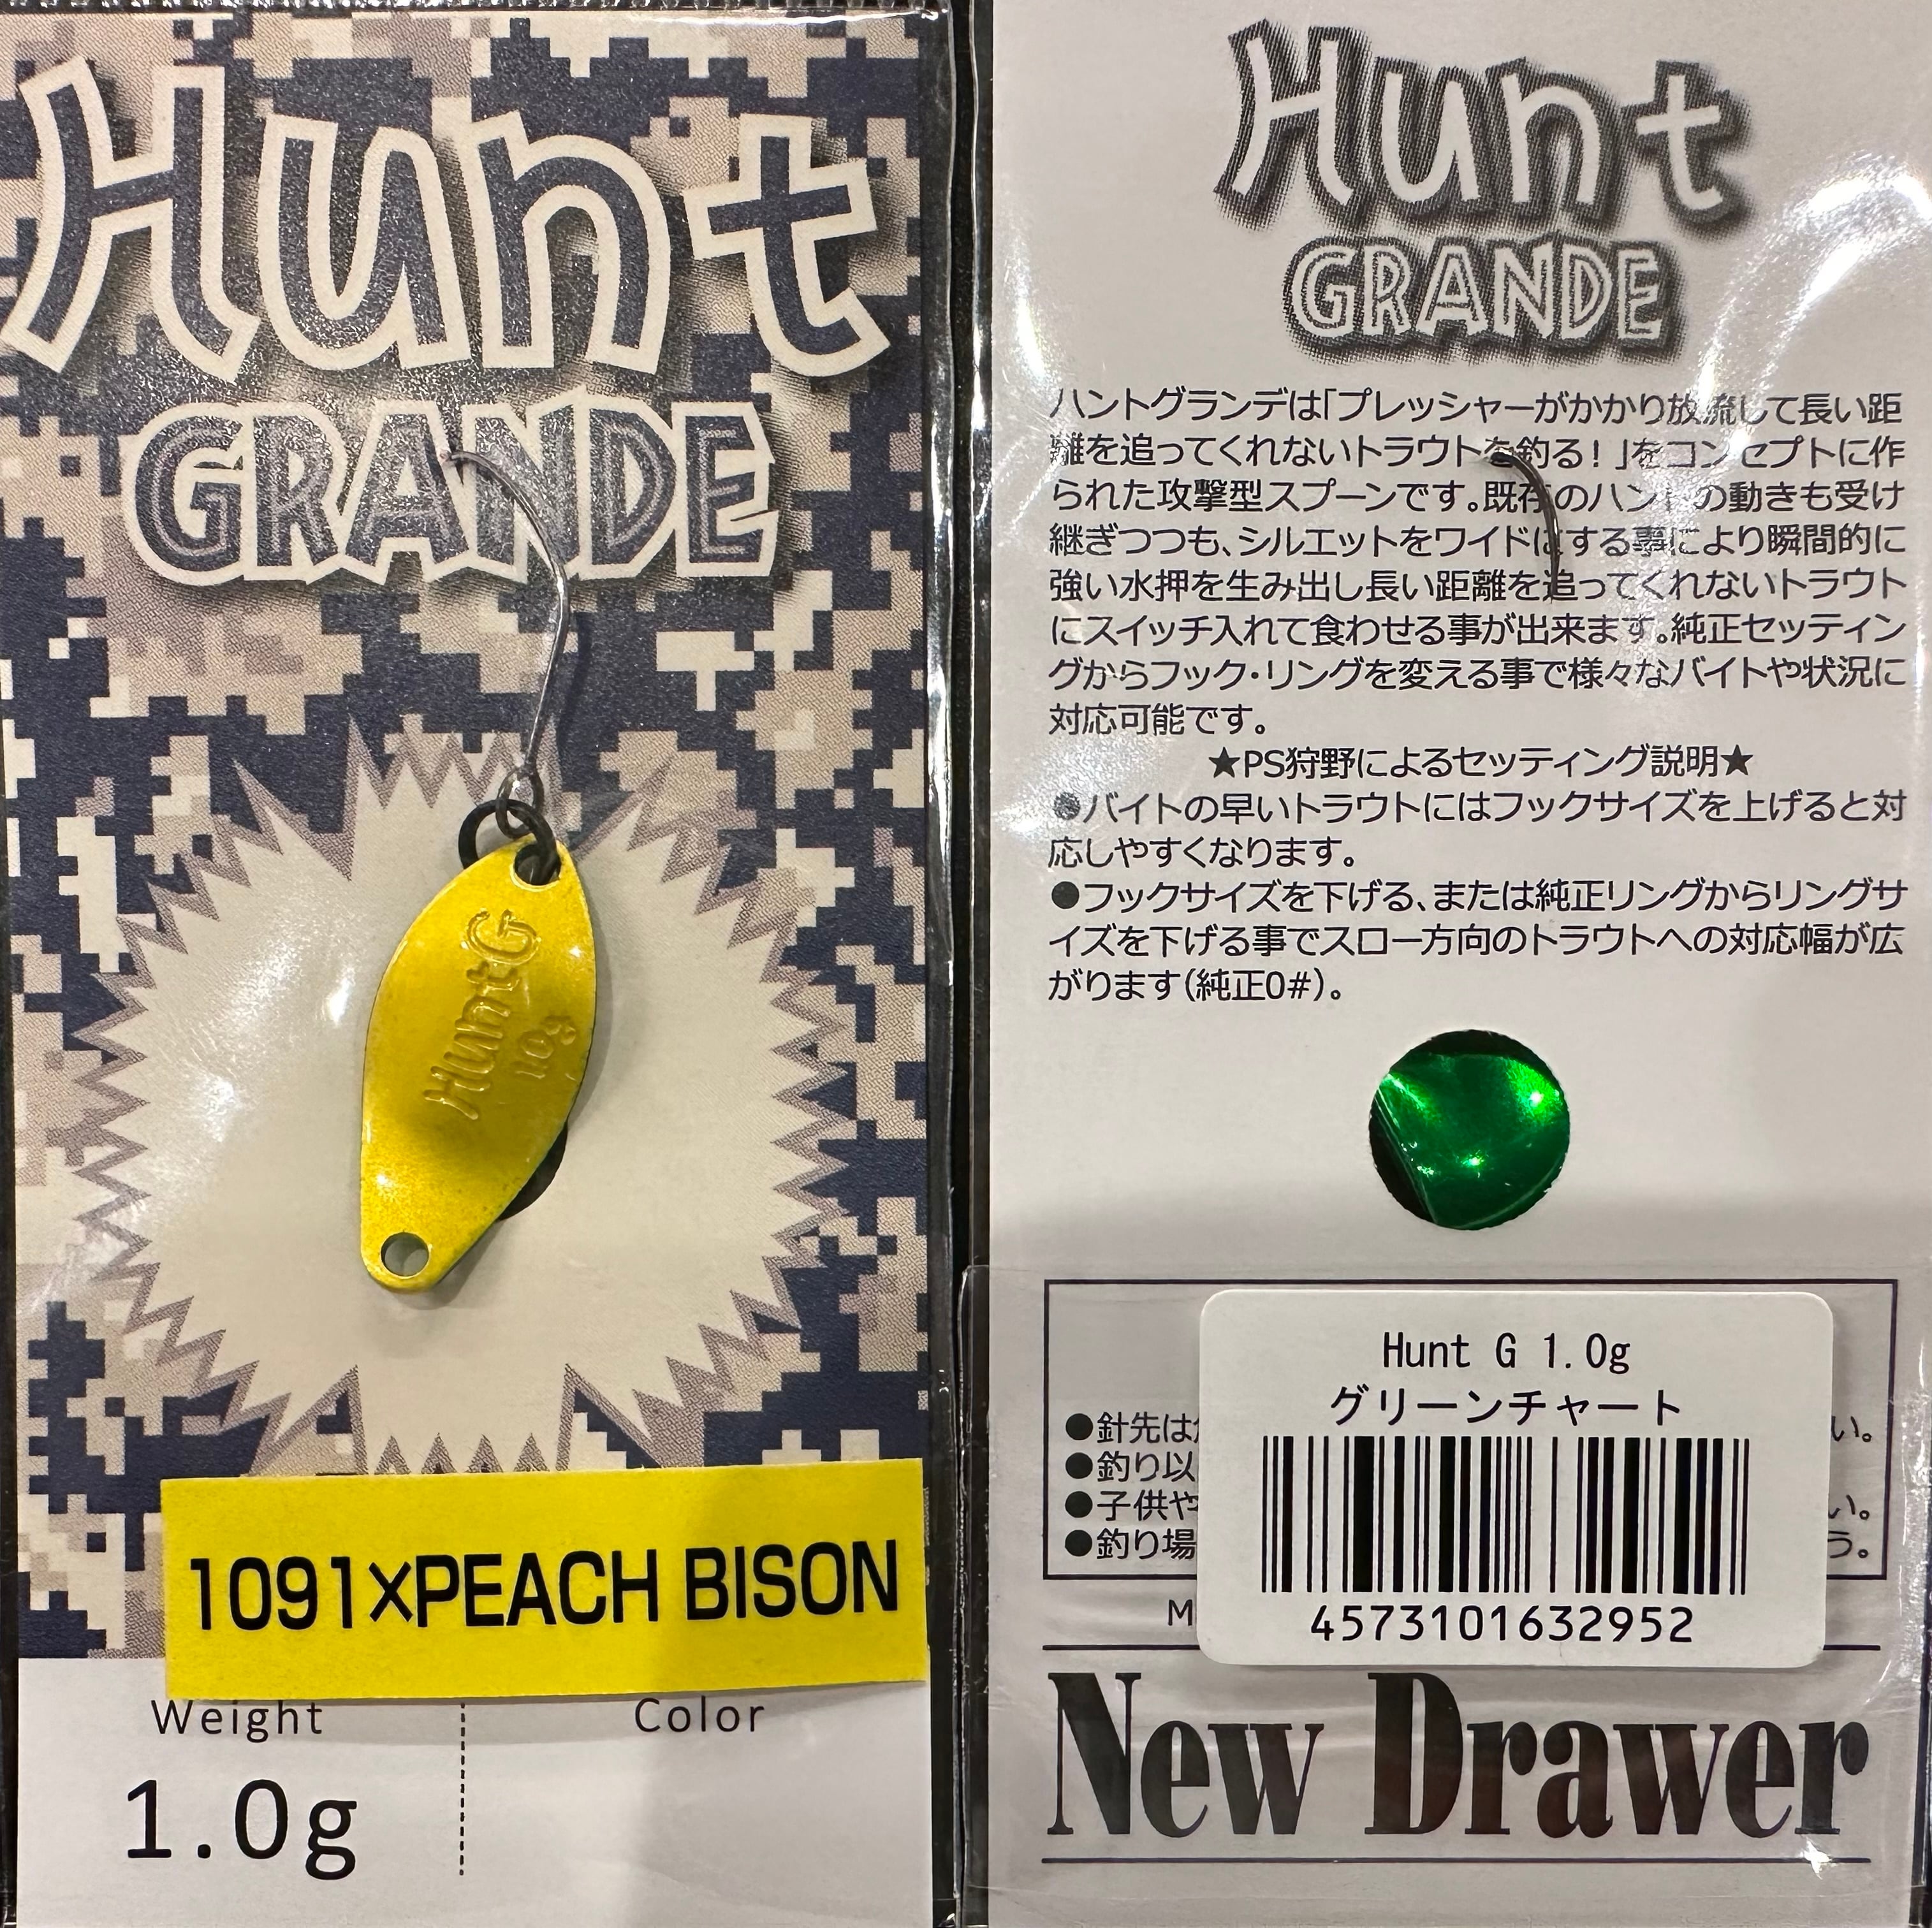 Hunt
GRANDE
HuntG
1.0g
1091×PEACH BISON
Weight
Color
1.0g
Hunt
GRANDE
ハントグランデは「プレッシャーがかかり放流して長い距
離を追ってくれないトラウトを釣る！」をコンセプトに作
られた攻撃型スプーンです。既存のハントの動きも受け
継ぎつつも、シルエットをワイドにする事により瞬間的に
強い水押を生み出し長い距離を追ってくれないトラウト
にスイッチ入れて食わせる事が出来ます。純正セッティン
グからフック・リングを変える事で様々なバイトや状況に
対応可能です。
★PS狩野によるセッティング説明★
●バイトの早いトラウトにはフックサイズを上げると対
応しやすくなります。
●フックサイズを下げる、または純正リングからリングサ
イズを下げる事でスロー方向のトラウトへの対応幅が広
がります(純正0#)。
Hunt G 1.0g
グリーンチャート
●針先は い。
●釣り以
●子供や い。
●釣り場 う。
4573101632952
M
New Drawer